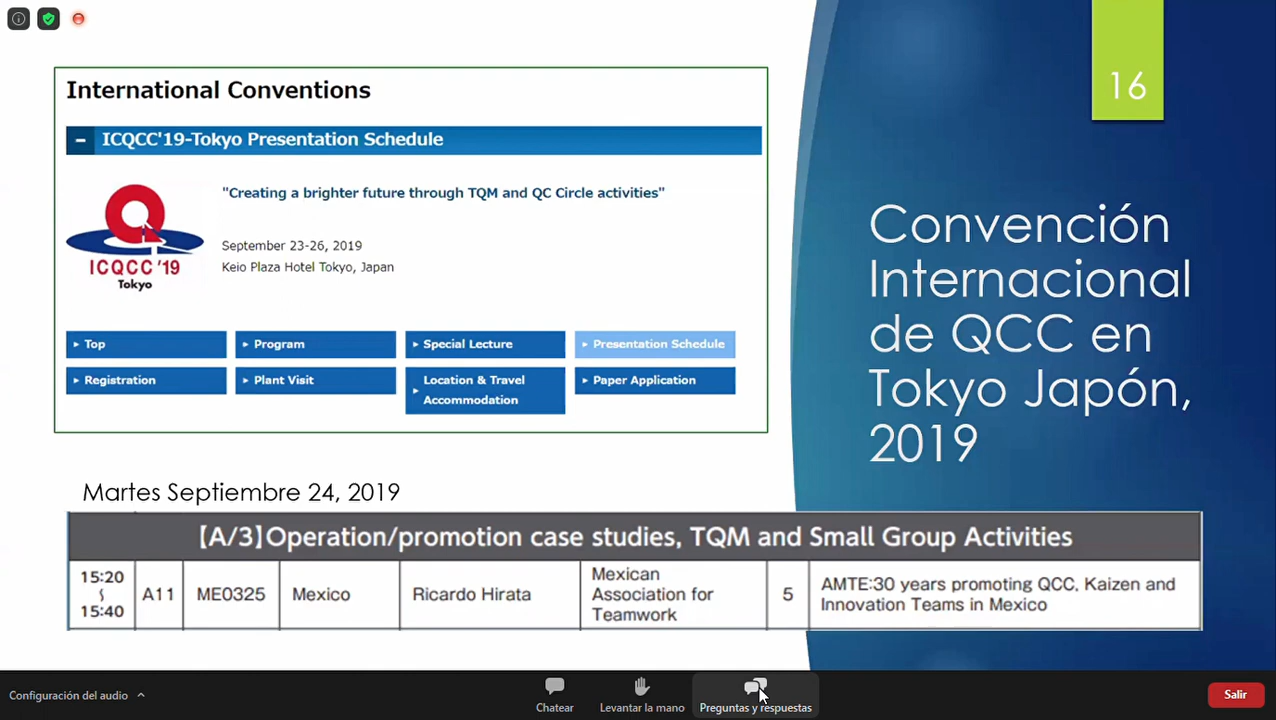 International Conventions
ICQCC'19-Tokyo Presentation Schedule
"Creating a brighter future through TQM and QC Circle activities"
September 23-26, 2019
Keio Plaza Hotel Tokyo, Japan
ICQCC '19
Tokyo
Top
Program
Special Lecture
Presentation Schedule
Registration
Plant Visit
Location & Travel
Accommodation
Paper Application
16
Convención
Internacional
de QCC en
Tokyo Japón,
2019
Martes Septiembre 24, 2019
【A/3】Operation/promotion case studies, TQM and Small Group Activities
15:20
~
15:40
A11
ME0325
Mexico
Ricardo Hirata
Mexican
Association for
Teamwork
5
AMTE:30 years promoting QCC, Kaizen and
Innovation Teams in Mexico
Configuración del audio
Chatear
Levantar la mano
Preguntas y respuestas
Salir